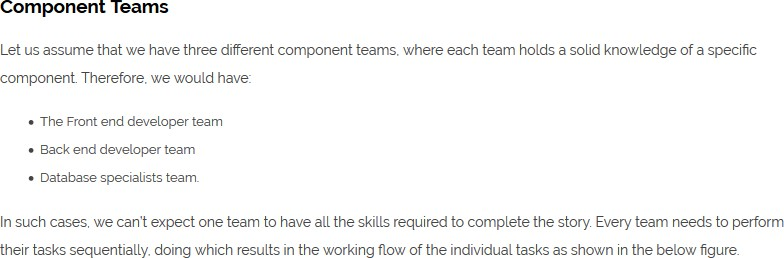 Component Teams
Let us assume that we have three different component teams, where each team holds a solid knowledge of a specific
component. Therefore, we would have:
• The Front end developer team
• Back end developer team
• Database specialists team.
In such cases, we can't expect one team to have all the skills required to complete the story. Every team needs to perform
their tasks sequentially, doing which results in the working flow of the individual tasks as shown in the below figure.